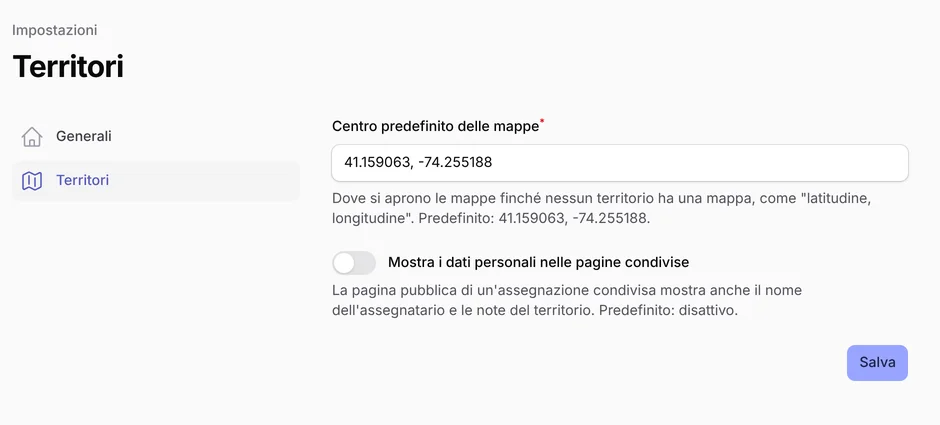 Impostazioni
Territori
Generali
Territori
Centro predefinito delle mappe*
41.159063, -74.255188
Dove si aprono le mappe finché nessun territorio ha una mappa, come "latitudine,
longitudine". Predefinito: 41.159063, -74.255188.
Mostra i dati personali nelle pagine condivise
La pagina pubblica di un'assegnazione condivisa mostra anche il nome
dell'assegnatario e le note del territorio. Predefinito: disattivo.
Salva